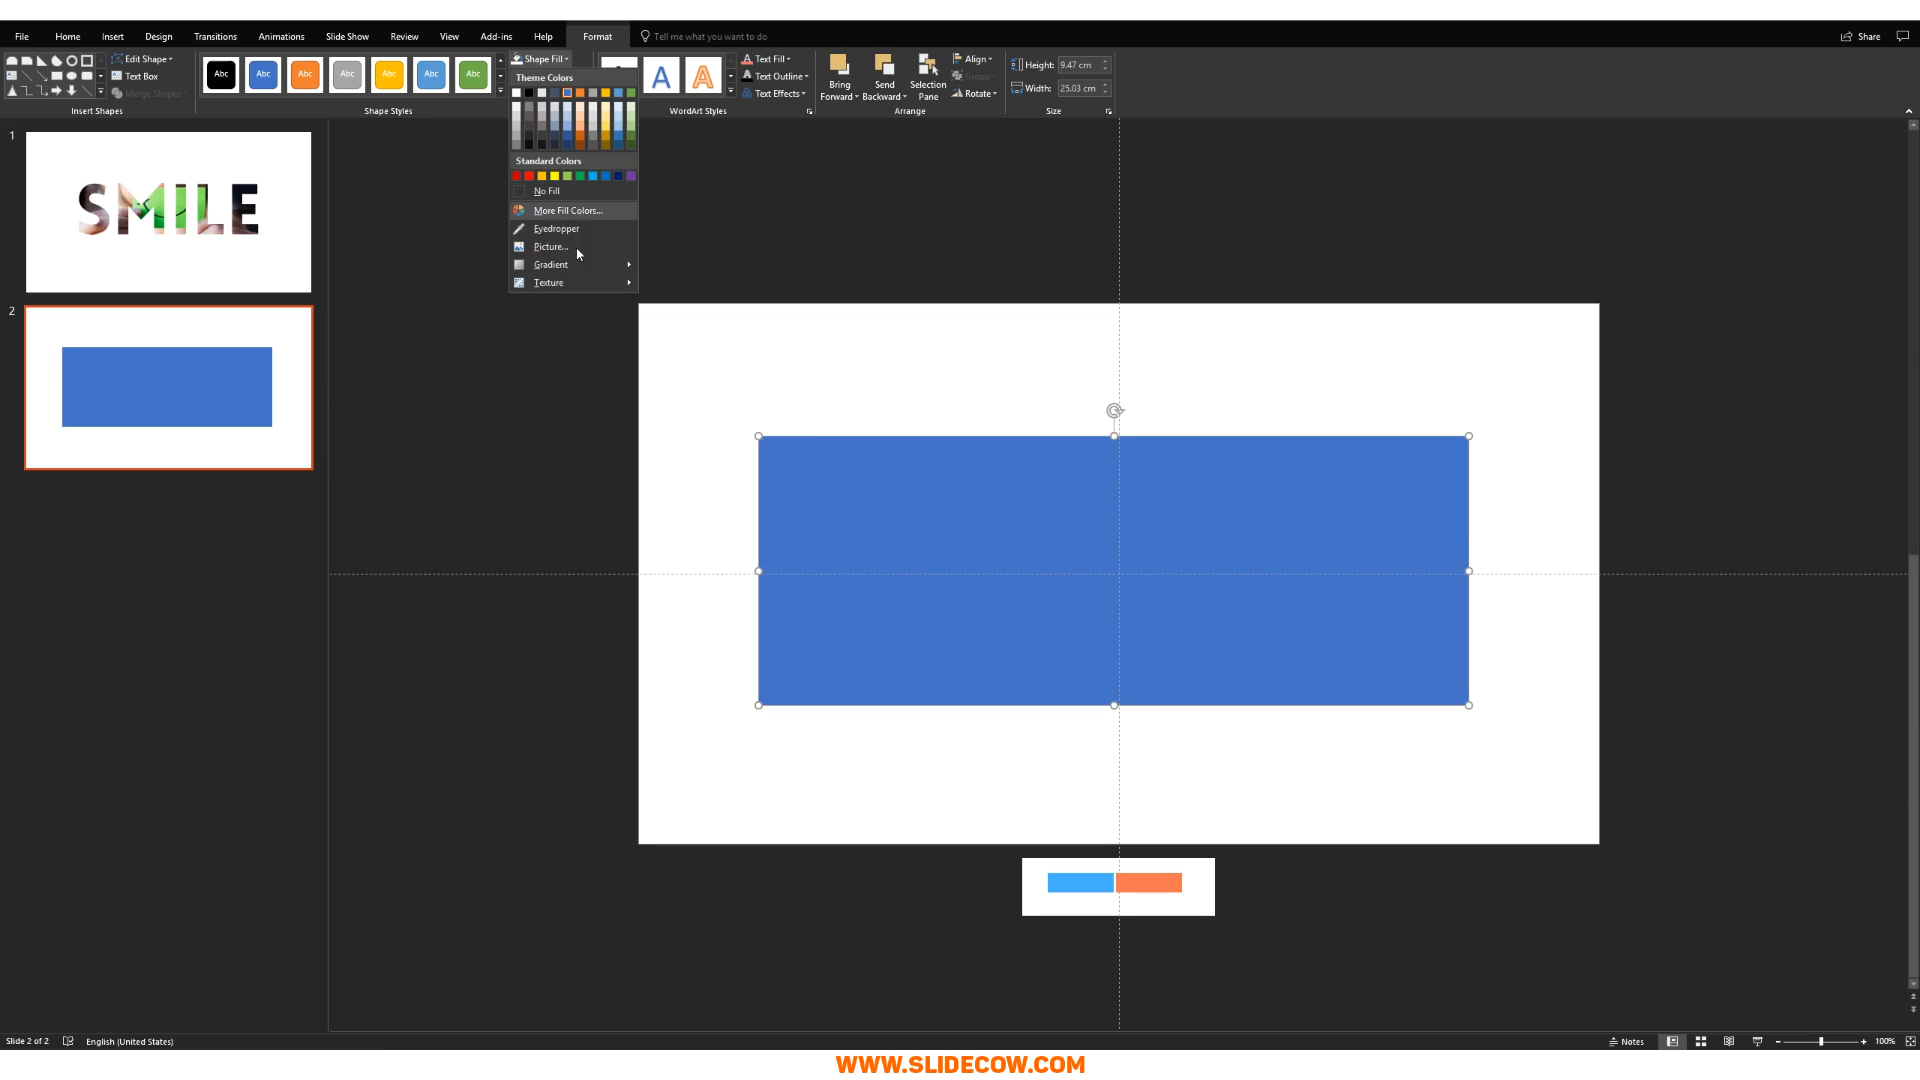 File Home Insert Design Transitions Animations Slide Show Review View Add-ins Help Format Tell me what you want to do Share
Edit Shape
Text Box
Merge Shapes
Insert Shapes
Abc Abc Abc Abc Abc Abc Abc
Shape Styles
Shape Fill
Theme Colors
Standard Colors
No Fill
More Fill Colors...
Eyedropper
Picture...
Gradient
Texture
A A
Text Fill
Text Outline
Text Effects
WordArt Styles
Bring Forward
Send Backward
Selection Pane
Align
Group
Rotate
Arrange
Height: 9.47 cm
Width: 25.03 cm
Size
1
SMILE
2
Slide 2 of 2 English (United States) Notes 100%
WWW.SLIDECOW.COM